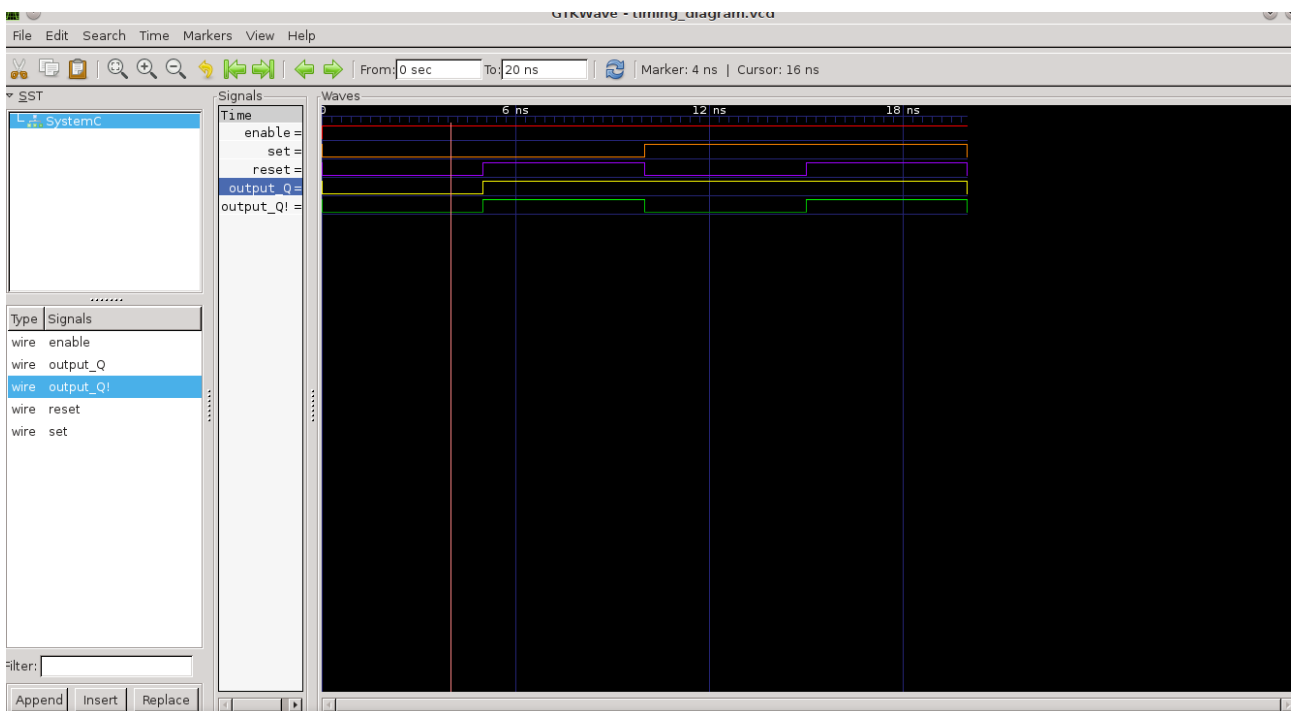 GTKWave - timing_diagram.vcd
File Edit Search Time Markers View Help
From: 0 sec To: 20 ns Marker: 4 ns | Cursor: 16 ns
SST
SystemC
Type Signals
wire enable
wire output_Q
wire output_Q!
wire reset
wire set
Filter:
Append Insert Replace
Signals
Time
enable =
set =
reset =
output_Q =
output_Q! =
Waves
0 6 ns 12 ns 18 ns